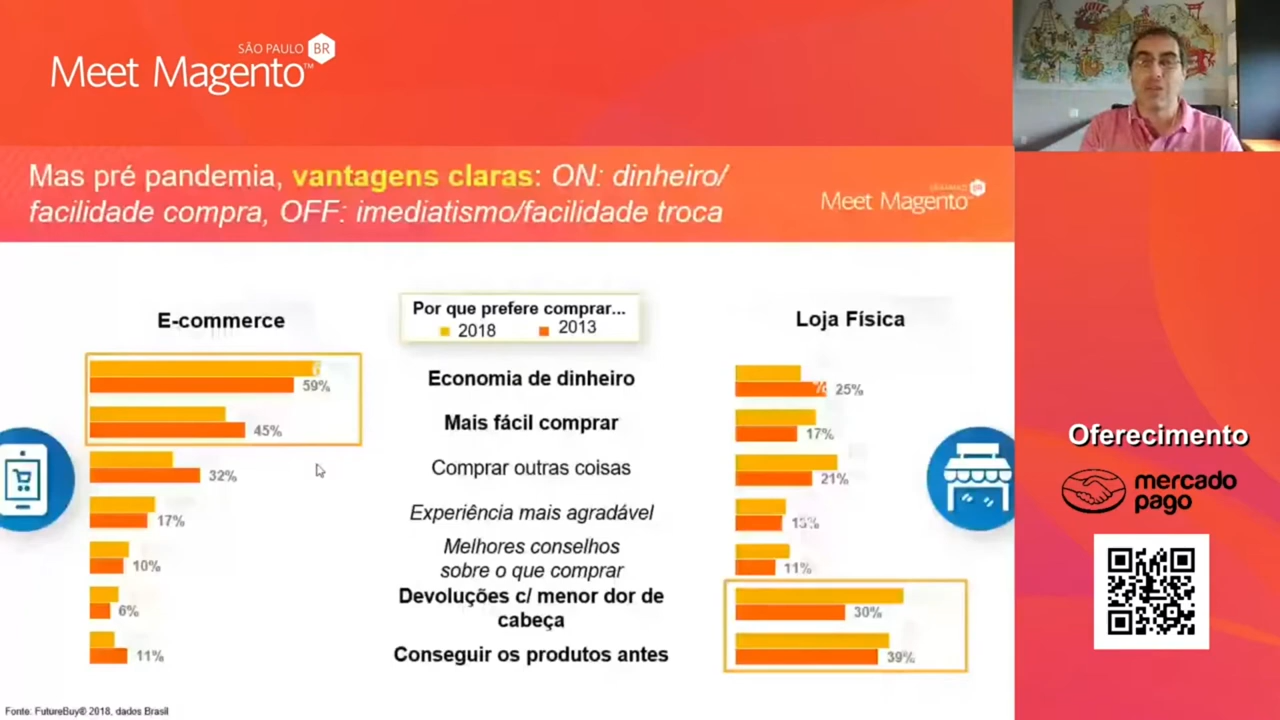 SÃO PAULO BR
Meet Magento™
Mas pré pandemia, vantagens claras: ON: dinheiro/
facilidade compra, OFF: imediatismo/facilidade troca
BR
Meet Magento
E-commerce
Por que prefere comprar...
2018 2013
Loja Física
59%
Economia de dinheiro
25%
45%
Mais fácil comprar
17%
32%
Comprar outras coisas
21%
17%
Experiência mais agradável
15%
10%
Melhores conselhos
sobre o que comprar
11%
6%
Devoluções c/ menor dor de
cabeça
30%
11%
Conseguir os produtos antes
39%
Fonte: FutureBuy® 2018, dados Brasil
Oferecimento
mercado
pago